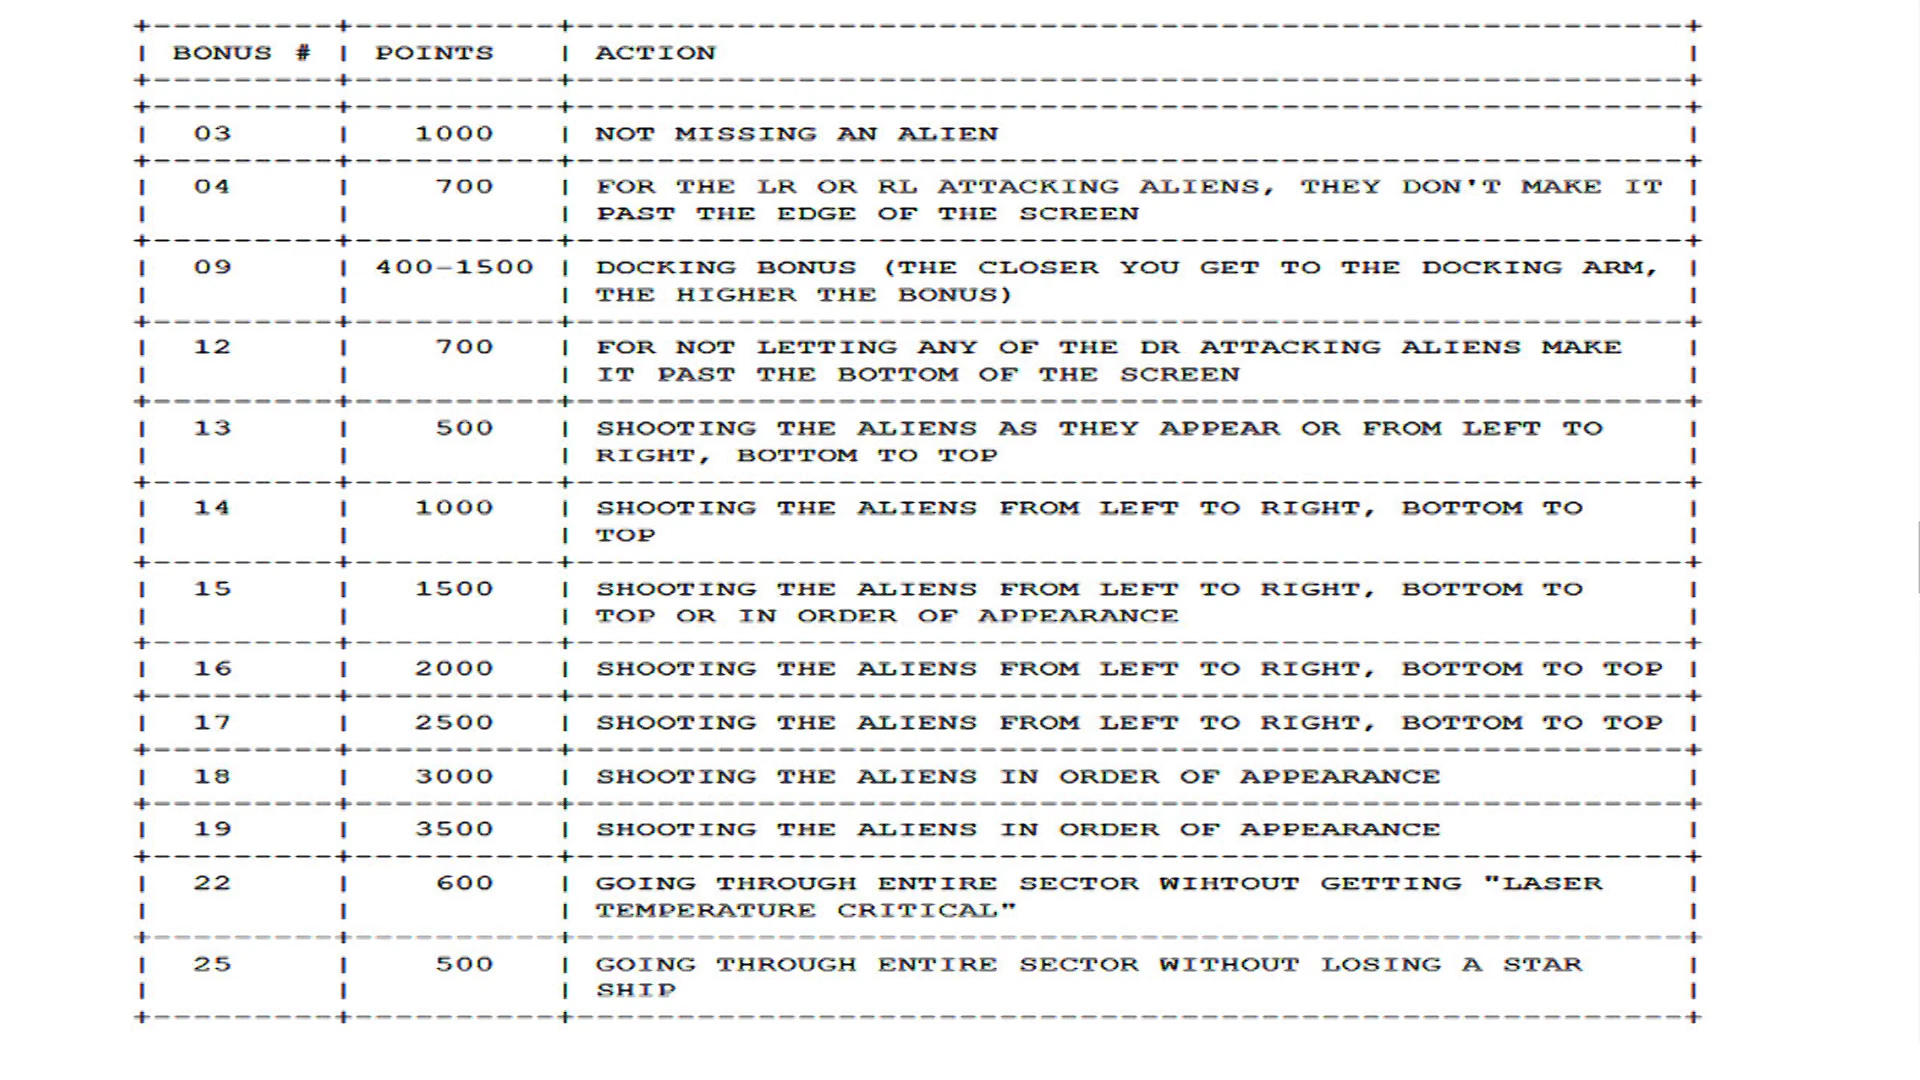 +---------+----------+--------------------------------------------------------+
| BONUS # | POINTS | ACTION |
+---------+----------+--------------------------------------------------------+
+---------+----------+--------------------------------------------------------+
| 03 | 1000 | NOT MISSING AN ALIEN |
+---------+----------+--------------------------------------------------------+
| 04 | 700 | FOR THE LR OR RL ATTACKING ALIENS, THEY DON'T MAKE IT |
| | | PAST THE EDGE OF THE SCREEN |
+---------+----------+--------------------------------------------------------+
| 09 | 400-1500 | DOCKING BONUS (THE CLOSER YOU GET TO THE DOCKING ARM, |
| | | THE HIGHER THE BONUS) |
+---------+----------+--------------------------------------------------------+
| 12 | 700 | FOR NOT LETTING ANY OF THE DR ATTACKING ALIENS MAKE |
| | | IT PAST THE BOTTOM OF THE SCREEN |
+---------+----------+--------------------------------------------------------+
| 13 | 500 | SHOOTING THE ALIENS AS THEY APPEAR OR FROM LEFT TO |
| | | RIGHT, BOTTOM TO TOP |
+---------+----------+--------------------------------------------------------+
| 14 | 1000 | SHOOTING THE ALIENS FROM LEFT TO RIGHT, BOTTOM TO |
| | | TOP |
+---------+----------+--------------------------------------------------------+
| 15 | 1500 | SHOOTING THE ALIENS FROM LEFT TO RIGHT, BOTTOM TO |
| | | TOP OR IN ORDER OF APPEARANCE |
+---------+----------+--------------------------------------------------------+
| 16 | 2000 | SHOOTING THE ALIENS FROM LEFT TO RIGHT, BOTTOM TO TOP |
+---------+----------+--------------------------------------------------------+
| 17 | 2500 | SHOOTING THE ALIENS FROM LEFT TO RIGHT, BOTTOM TO TOP |
+---------+----------+--------------------------------------------------------+
| 18 | 3000 | SHOOTING THE ALIENS IN ORDER OF APPEARANCE |
+---------+----------+--------------------------------------------------------+
| 19 | 3500 | SHOOTING THE ALIENS IN ORDER OF APPEARANCE |
+---------+----------+--------------------------------------------------------+
| 22 | 600 | GOING THROUGH ENTIRE SECTOR WIHTOUT GETTING "LASER |
| | | TEMPERATURE CRITICAL" |
+---------+----------+--------------------------------------------------------+
| 25 | 500 | GOING THROUGH ENTIRE SECTOR WITHOUT LOSING A STAR |
| | | SHIP |
+---------+----------+--------------------------------------------------------+